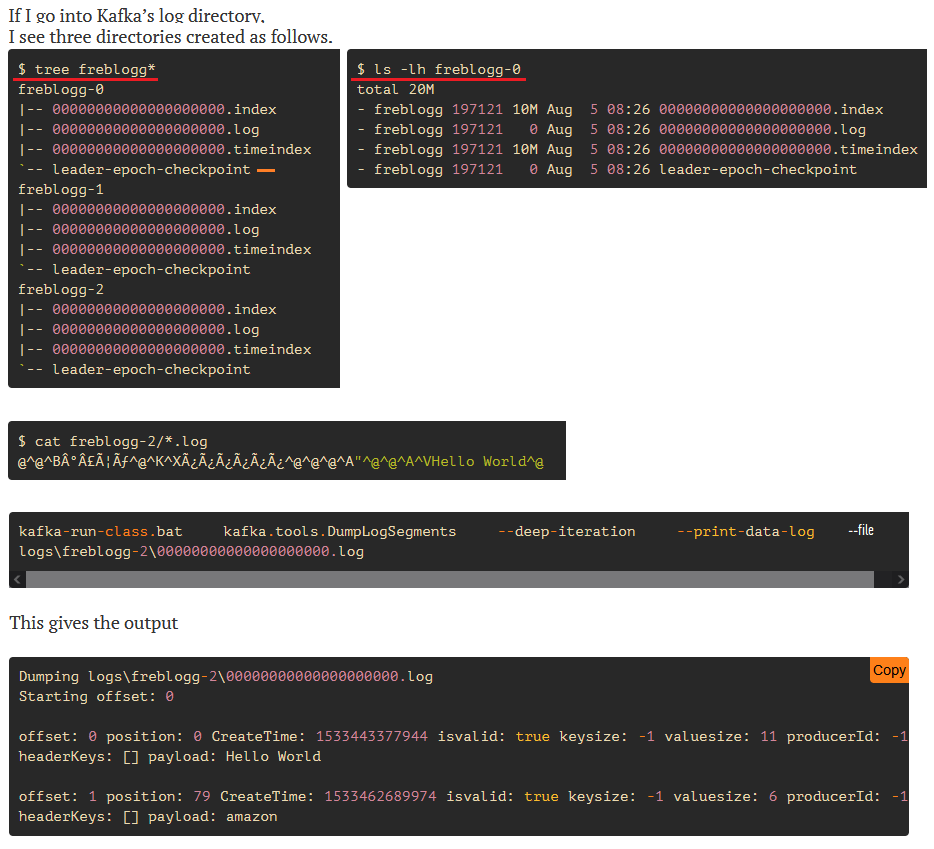 If I go into Kafka’s log directory,
I see three directories created as follows.
$ tree freblogg*
freblogg-0
|-- 00000000000000000000.index
|-- 00000000000000000000.log
|-- 00000000000000000000.timeindex
`-- leader-epoch-checkpoint
freblogg-1
|-- 00000000000000000000.index
|-- 00000000000000000000.log
|-- 00000000000000000000.timeindex
`-- leader-epoch-checkpoint
freblogg-2
|-- 00000000000000000000.index
|-- 00000000000000000000.log
|-- 00000000000000000000.timeindex
`-- leader-epoch-checkpoint
$ ls -lh freblogg-0
total 20M
- freblogg 197121 10M Aug  5 08:26 00000000000000000000.index
- freblogg 197121   0 Aug  5 08:26 00000000000000000000.log
- freblogg 197121 10M Aug  5 08:26 00000000000000000000.timeindex
- freblogg 197121   0 Aug  5 08:26 leader-epoch-checkpoint
$ cat freblogg-2/*.log
@^@^BÂ°Â£Ã¦Ãƒ^@^K^XÃ¿Ã¿Ã¿Ã¿Ã¿Ã¿^@^@^@^A"^@^@^A^VHello World^@
kafka-run-class.bat kafka.tools.DumpLogSegments --deep-iteration --print-data-log --file
logs\freblogg-2\00000000000000000000.log
This gives the output
Copy
Dumping logs\freblogg-2\00000000000000000000.log
Starting offset: 0
offset: 0 position: 0 CreateTime: 1533443377944 isvalid: true keysize: -1 valuesize: 11 producerId: -1
headerKeys: [] payload: Hello World
offset: 1 position: 79 CreateTime: 1533462689974 isvalid: true keysize: -1 valuesize: 6 producerId: -1
headerKeys: [] payload: amazon